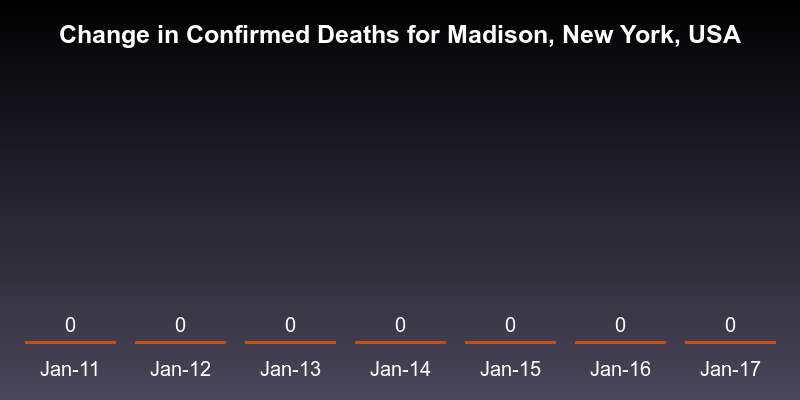 Change in Confirmed Deaths for Madison, New York, USA
0 0 0 0 0 0 0
Jan-11 Jan-12 Jan-13 Jan-14 Jan-15 Jan-16 Jan-17